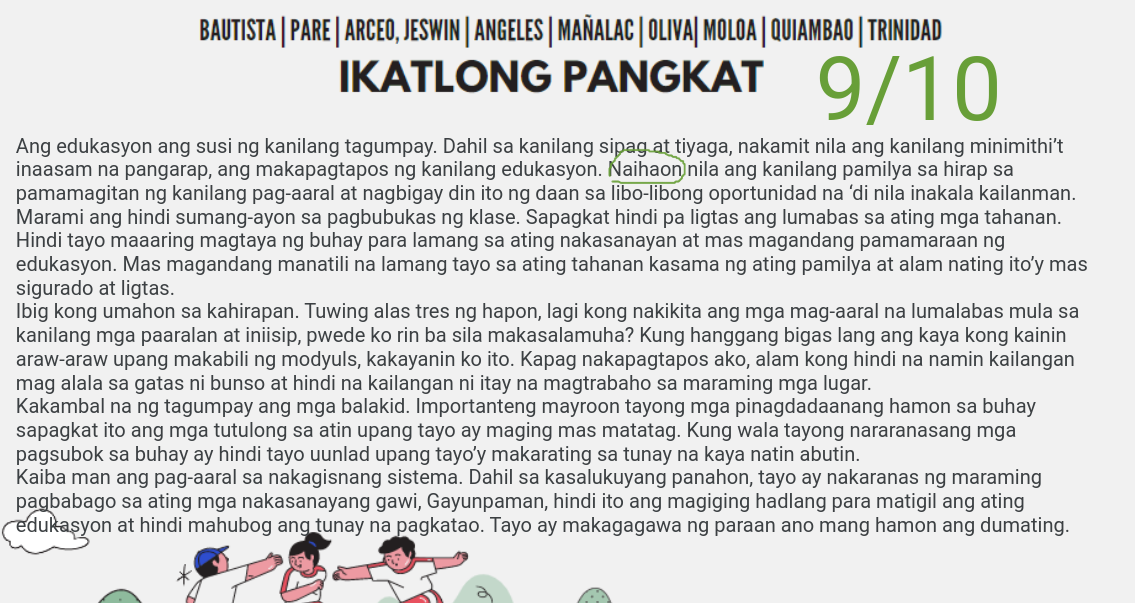 BAUTISTA | PARE | ARCEO, JESWIN | ANGELES | MAÑALAC | OLIVA| MOLOA | QUIAMBAO | TRINIDAD
IKATLONG PANGKAT
9/10
Ang edukasyon ang susi ng kanilang tagumpay. Dahil sa kanilang sipag at tiyaga, nakamit nila ang kanilang minimithi’t
inaasam na pangarap, ang makapagtapos ng kanilang edukasyon. Naihaon nila ang kanilang pamilya sa hirap sa
pamamagitan ng kanilang pag-aaral at nagbigay din ito ng daan sa libo-libong oportunidad na ‘di nila inakala kailanman.
Marami ang hindi sumang-ayon sa pagbubukas ng klase. Sapagkat hindi pa ligtas ang lumabas sa ating mga tahanan.
Hindi tayo maaaring magtaya ng buhay para lamang sa ating nakasanayan at mas magandang pamamaraan ng
edukasyon. Mas magandang manatili na lamang tayo sa ating tahanan kasama ng ating pamilya at alam nating ito’y mas
sigurado at ligtas.
Ibig kong umahon sa kahirapan. Tuwing alas tres ng hapon, lagi kong nakikita ang mga mag-aaral na lumalabas mula sa
kanilang mga paaralan at iniisip, pwede ko rin ba sila makasalamuha? Kung hanggang bigas lang ang kaya kong kainin
araw-araw upang makabili ng modyuls, kakayanin ko ito. Kapag nakapagtapos ako, alam kong hindi na namin kailangan
mag alala sa gatas ni bunso at hindi na kailangan ni itay na magtrabaho sa maraming mga lugar.
Kakambal na ng tagumpay ang mga balakid. Importanteng mayroon tayong mga pinagdadaanang hamon sa buhay
sapagkat ito ang mga tutulong sa atin upang tayo ay maging mas matatag. Kung wala tayong nararanasang mga
pagsubok sa buhay ay hindi tayo uunlad upang tayo’y makarating sa tunay na kaya natin abutin.
Kaiba man ang pag-aaral sa nakagisnang sistema. Dahil sa kasalukuyang panahon, tayo ay nakaranas ng maraming
pagbabago sa ating mga nakasanayang gawi, Gayunpaman, hindi ito ang magiging hadlang para matigil ang ating
edukasyon at hindi mahubog ang tunay na pagkatao. Tayo ay makagagawa ng paraan ano mang hamon ang dumating.